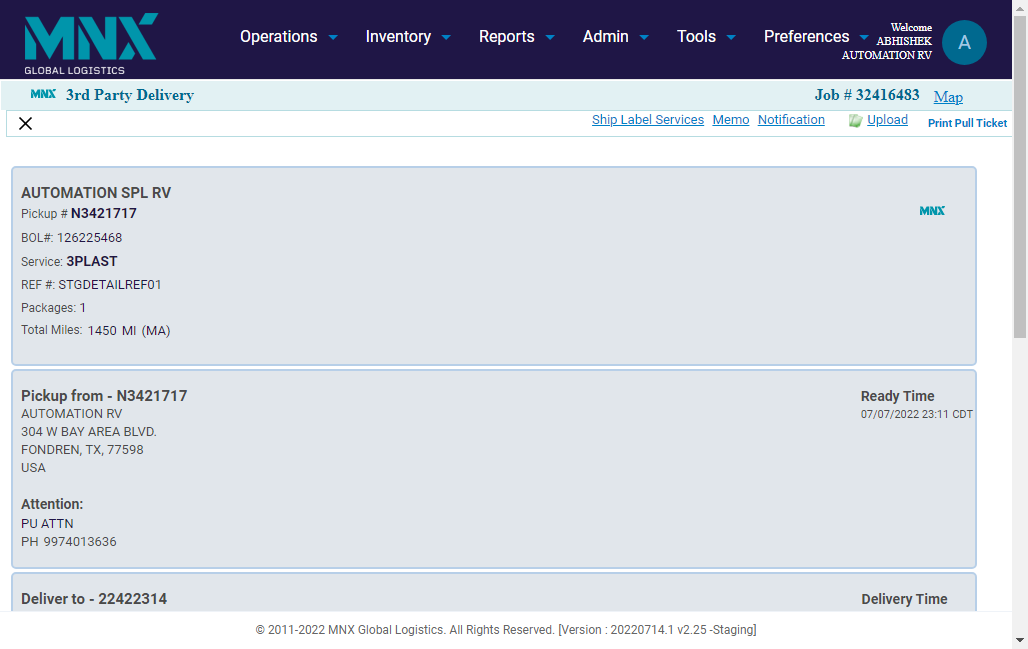 MNX
GLOBAL LOGISTICS
Operations Inventory Reports Admin Tools Preferences
Welcome
ABHISHEK
AUTOMATION RV
A
MNX 3rd Party Delivery Job # 32416483 Map
Ship Label Services Memo Notification Upload Print Pull Ticket
AUTOMATION SPL RV
Pickup # N3421717
MNX
BOL#: 126225468
Service: 3PLAST
REF #: STGDETAILREF01
Packages: 1
Total Miles: 1450 MI (MA)
Pickup from - N3421717 Ready Time
AUTOMATION RV 07/07/2022 23:11 CDT
304 W BAY AREA BLVD.
FONDREN, TX, 77598
USA
Attention:
PU ATTN
PH 9974013636
Deliver to - 22422314 Delivery Time
© 2011-2022 MNX Global Logistics. All Rights Reserved. [Version : 20220714.1 v2.25 -Staging]